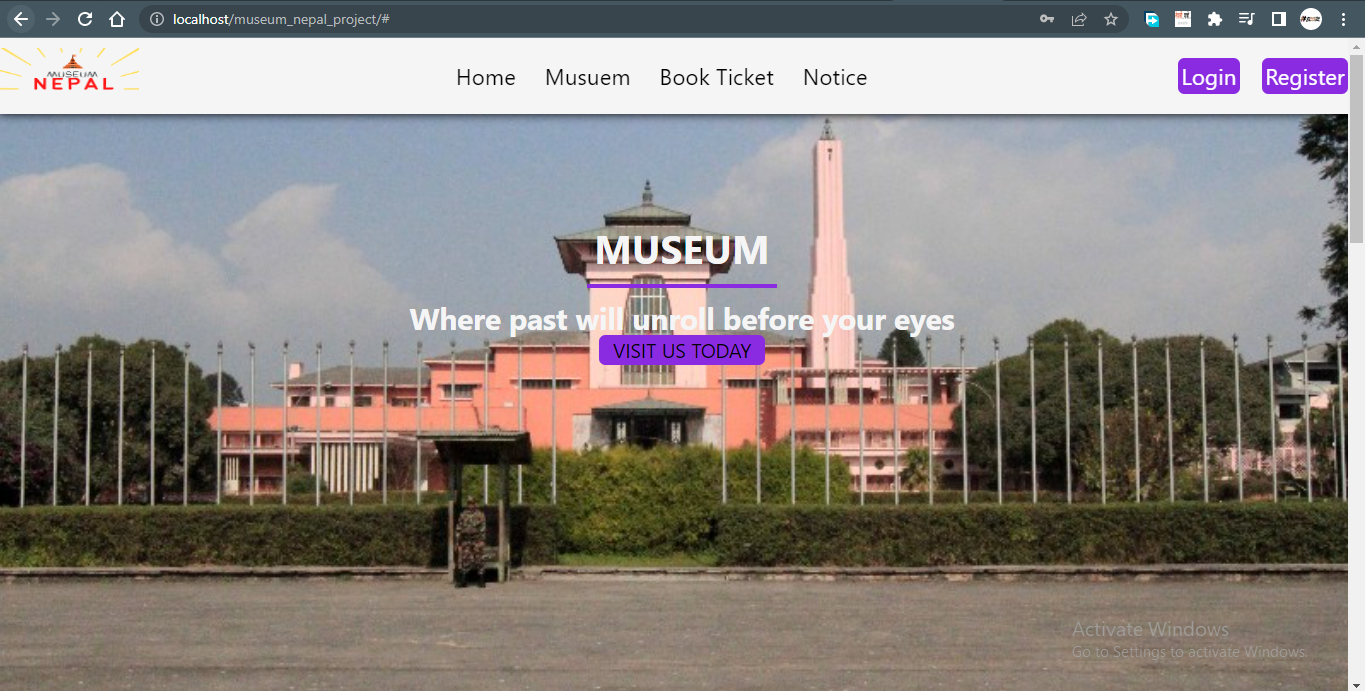 localhost/museum_nepal_project/#
MUSEUM
NEPAL
Home Musuem Book Ticket Notice
Login Register
MUSEUM
Where past will unroll before your eyes
VISIT US TODAY
Activate Windows
Go to Settings to activate Windows.